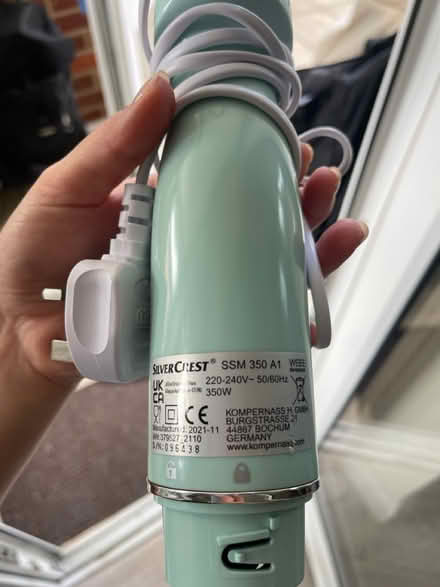 SILVERCREST® SSM 350 A1
220-240V~ 50/60Hz
350W
UK
CA
CE
KOMPERNASS H. GMBH
BURGSTRASSE 21
44867 BOCHUM
GERMANY
www.kompernass.com
Manufactured: 2021-11
IAN: 379527_2110
S/N: 096438